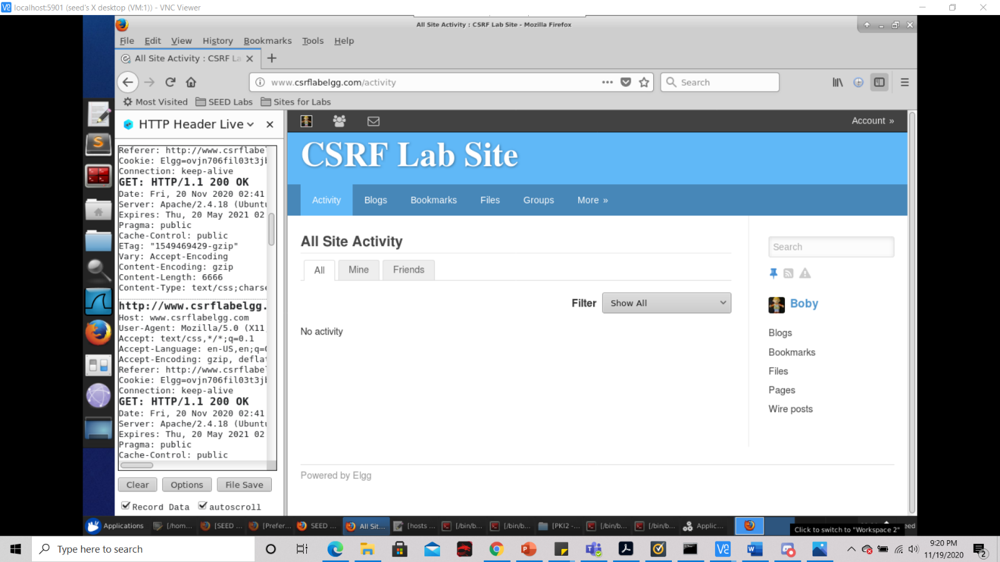 localhost:5901 (seed's X desktop (VM:1)) - VNC Viewer
All Site Activity : CSRF Lab Site - Mozilla Firefox
File Edit View History Bookmarks Tools Help
All Site Activity : CSRF La
www.csrflabelgg.com/activity
Search
Most Visited SEED Labs Sites for Labs
HTTP Header Live
Referer: http://www.csrflabel
Cookie: Elgg=ovjn706fil03t3jb
Connection: keep-alive
GET: HTTP/1.1 200 OK
Date: Fri, 20 Nov 2020 02:41
Server: Apache/2.4.18 (Ubuntu
Expires: Thu, 20 May 2021 02
Pragma: public
Cache-Control: public
ETag: "1549469429-gzip"
Vary: Accept-Encoding
Content-Encoding: gzip
Content-Length: 6666
Content-Type: text/css;charse
http://www.csrflabelgg.
Host: www.csrflabelgg.com
User-Agent: Mozilla/5.0 (X11
Accept: text/css,*/*;q=0.1
Accept-Language: en-US,en;q=0
Accept-Encoding: gzip, deflat
Referer: http://www.csrflabel
Cookie: Elgg=ovjn706fil03t3jb
Connection: keep-alive
GET: HTTP/1.1 200 OK
Date: Fri, 20 Nov 2020 02:41
Server: Apache/2.4.18 (Ubuntu
Expires: Thu, 20 May 2021 02
Pragma: public
Cache-Control: public
Clear Options File Save
Record Data autoscroll
Account »
CSRF Lab Site
Activity Blogs Bookmarks Files Groups More »
All Site Activity
All Mine Friends
Filter Show All
No activity
Powered by Elgg
Search
Boby
Blogs
Bookmarks
Files
Pages
Wire posts
Applications [/hom... [SEED ... [Prefer... SEED ... All Sit... [hosts ... [/bin/b... [/bin/b... [PKI2 -... [/bin/b... [/bin/b... Applic... seed
Click to switch to "Workspace 2"
Type here to search
9:20 PM
11/19/2020
2